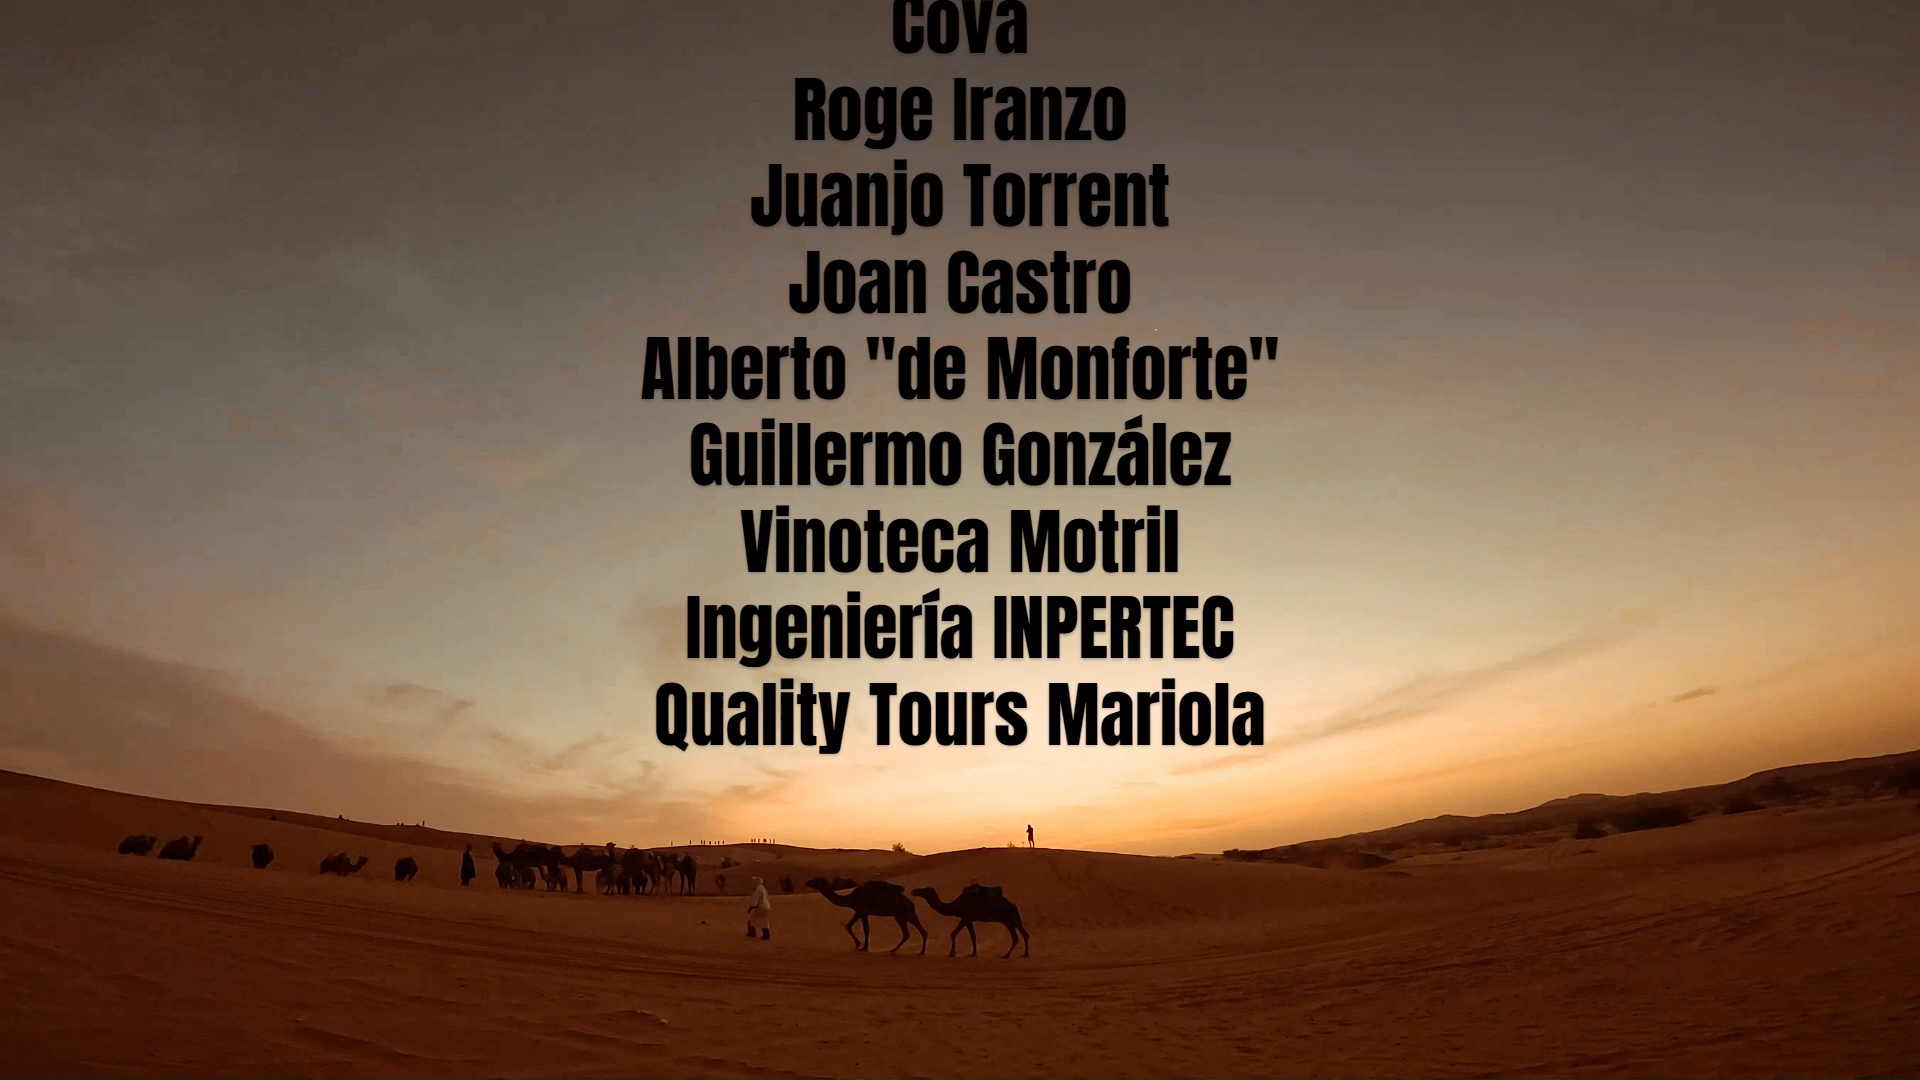 Cova
Roge Iranzo
Juanjo Torrent
Joan Castro
Alberto "de Monforte"
Guillermo González
Vinoteca Motril
Ingeniería INPERTEC
Quality Tours Mariola